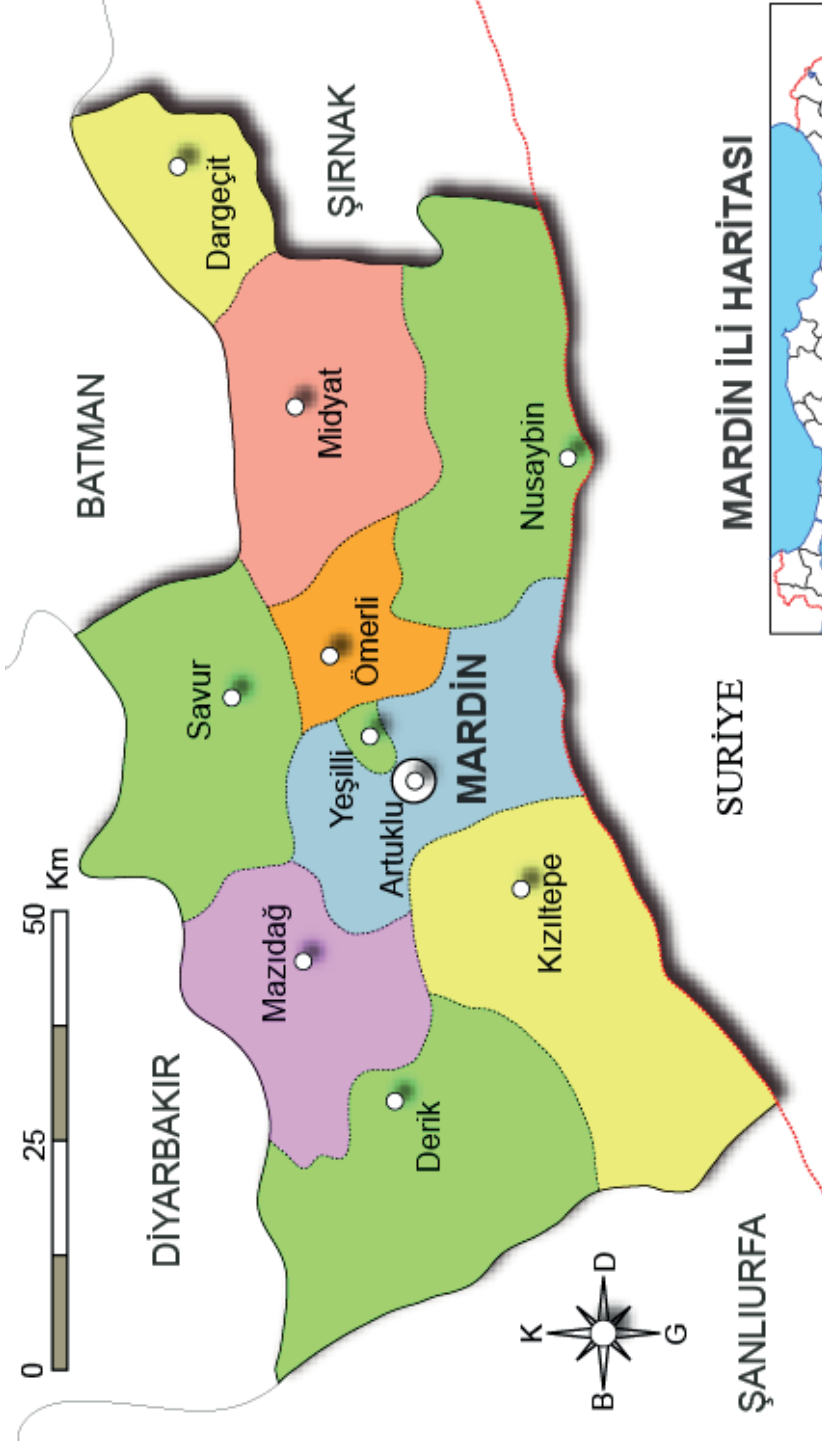 0
25
50
Km
DİYARBAKIR
BATMAN
ŞIRNAK
Dargeçit
Savur
Midyat
Mazıdağ
Yeşilli
Ömerli
Derik
Artuklu
MARDİN
Nusaybin
Kızıltepe
K
B
D
G
ŞANLIURFA
SURİYE
MARDİN İLİ HARİTASI